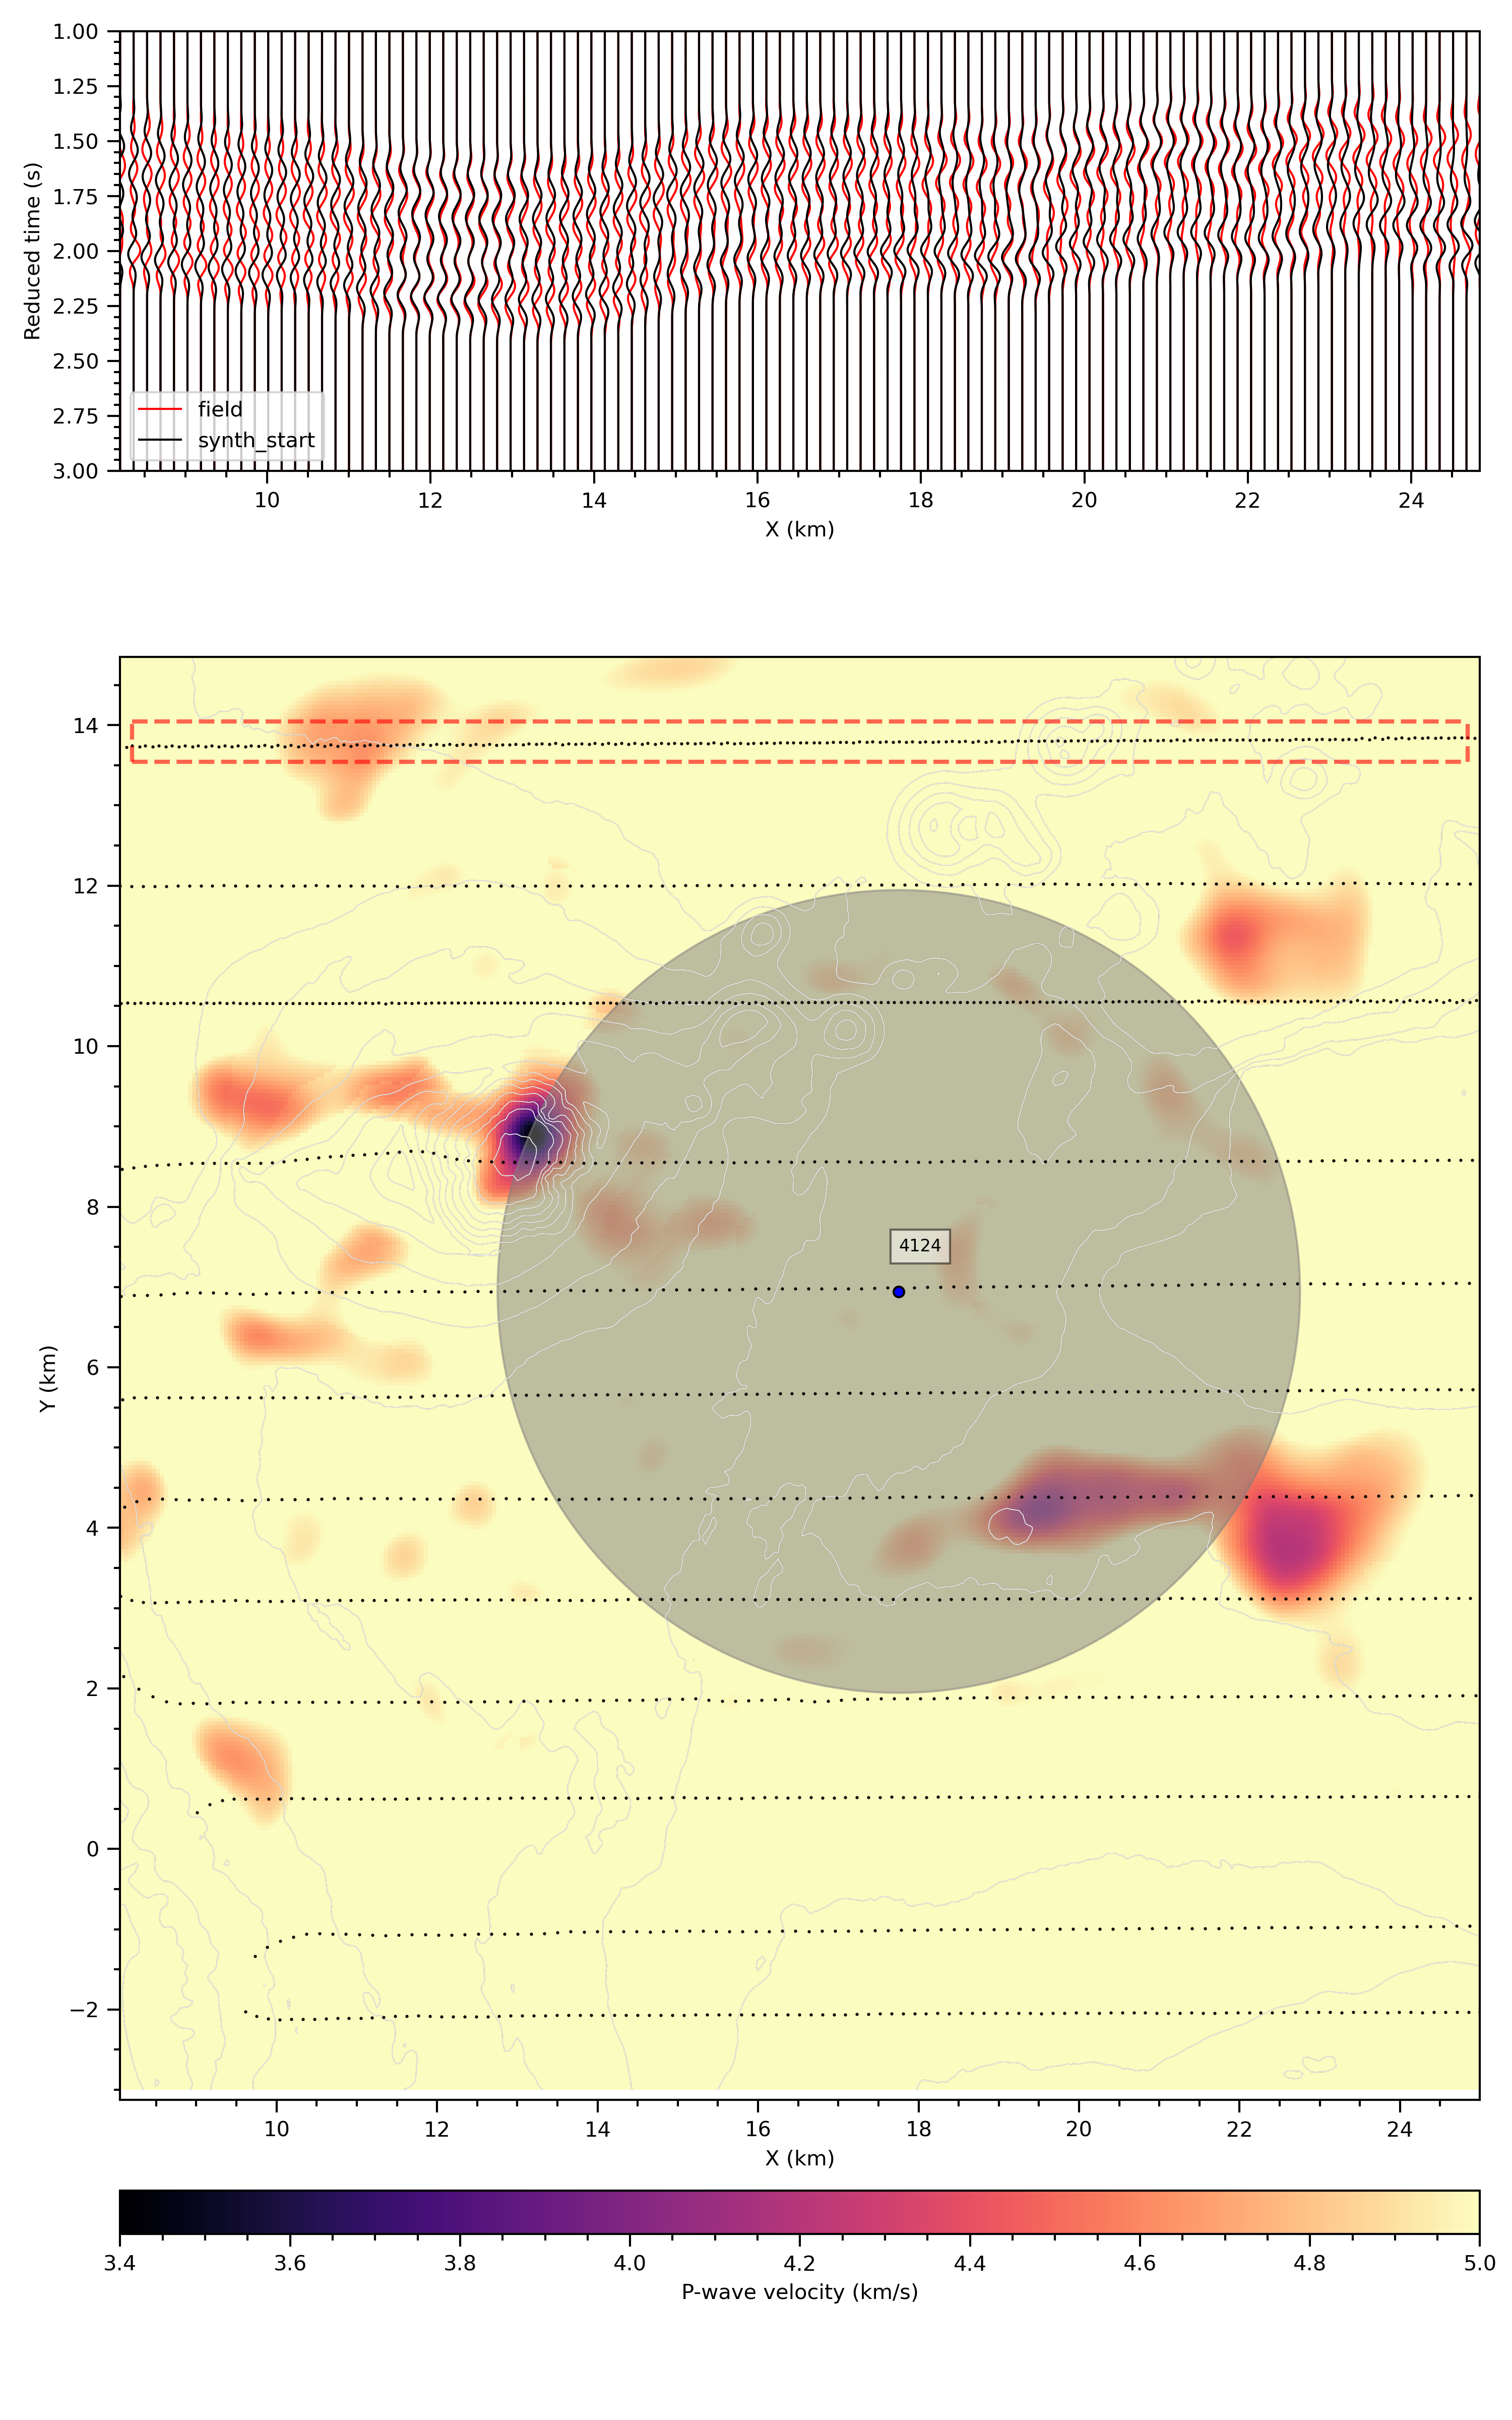 1.00
1.25
1.50
1.75
2.00
2.25
2.50
2.75
3.00
Reduced time (s)
field
synth_start
10 12 14 16 18 20 22 24
X (km)
14
12
10
8
6
4
2
0
−2
Y (km)
4124
10 12 14 16 18 20 22 24
X (km)
3.4 3.6 3.8 4.0 4.2 4.4 4.6 4.8 5.0
P-wave velocity (km/s)